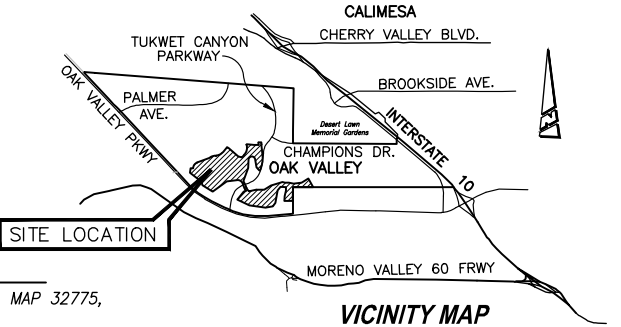 CALIMESA
CHERRY VALLEY BLVD.
TUKWET CANYON
PARKWAY
BROOKSIDE AVE.
OAK VALLEY PKWY
PALMER
AVE.
Desert Lawn
Memorial Gardens
INTERSTATE 10
CHAMPIONS DR.
OAK VALLEY
SITE LOCATION
MORENO VALLEY 60 FRWY
MAP 32775,
VICINITY MAP